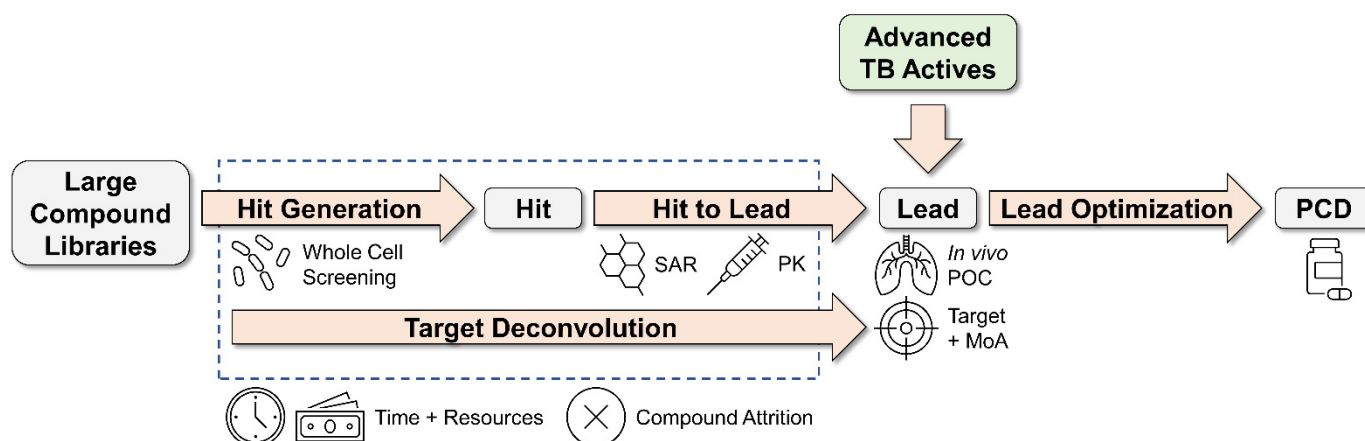 Advanced
TB Actives
Large
Compound
Libraries
Hit Generation
Hit
Hit to Lead
Lead
Lead Optimization
PCD
Whole Cell
Screening
SAR
PK
In vivo
POC
Target Deconvolution
Target
+ MoA
Time + Resources
Compound Attrition